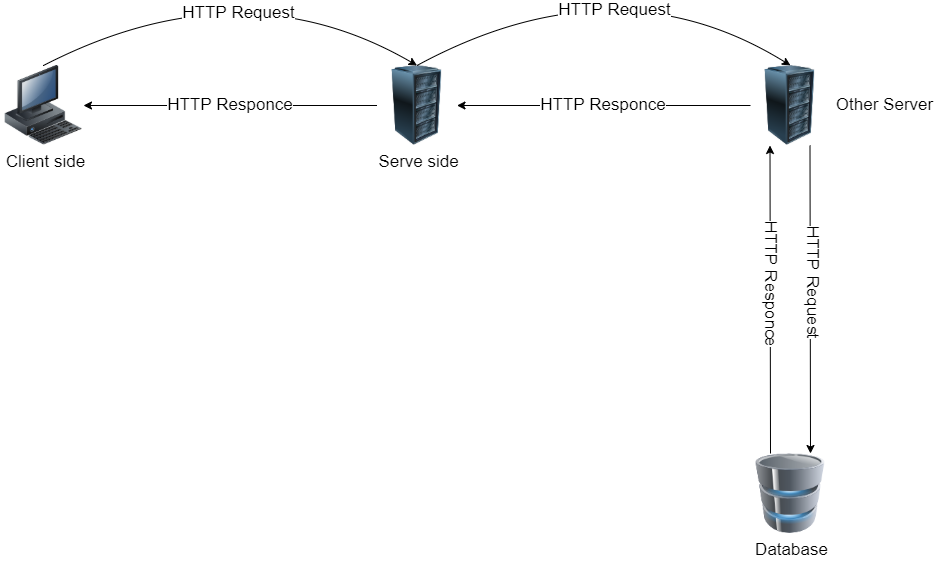 HTTP Request
HTTP Request
HTTP Responce
HTTP Responce
Other Server
Client side
Serve side
HTTP Responce
HTTP Request
Database